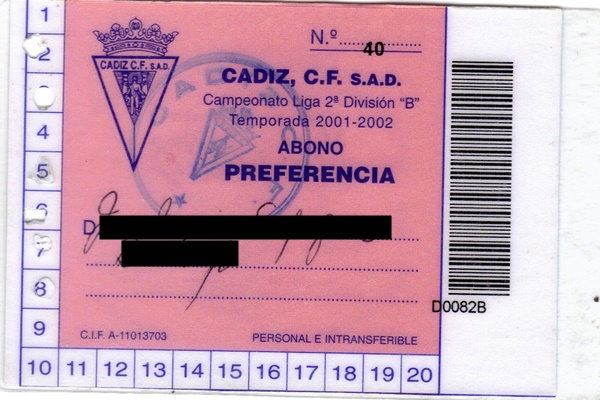 1
2
4
5
6
7
8
9
10 11 12 13 14 15 16 17 18 19 20
CADIZ C.F. S.A.D.
N.º 40
CADIZ, C.F. S.A.D.
Campeonato Liga 2ª División "B"
Temporada 2001-2002
ABONO
PREFERENCIA
D
C.I.F. A-11013703
PERSONAL E INTRANSFERIBLE
D0082B